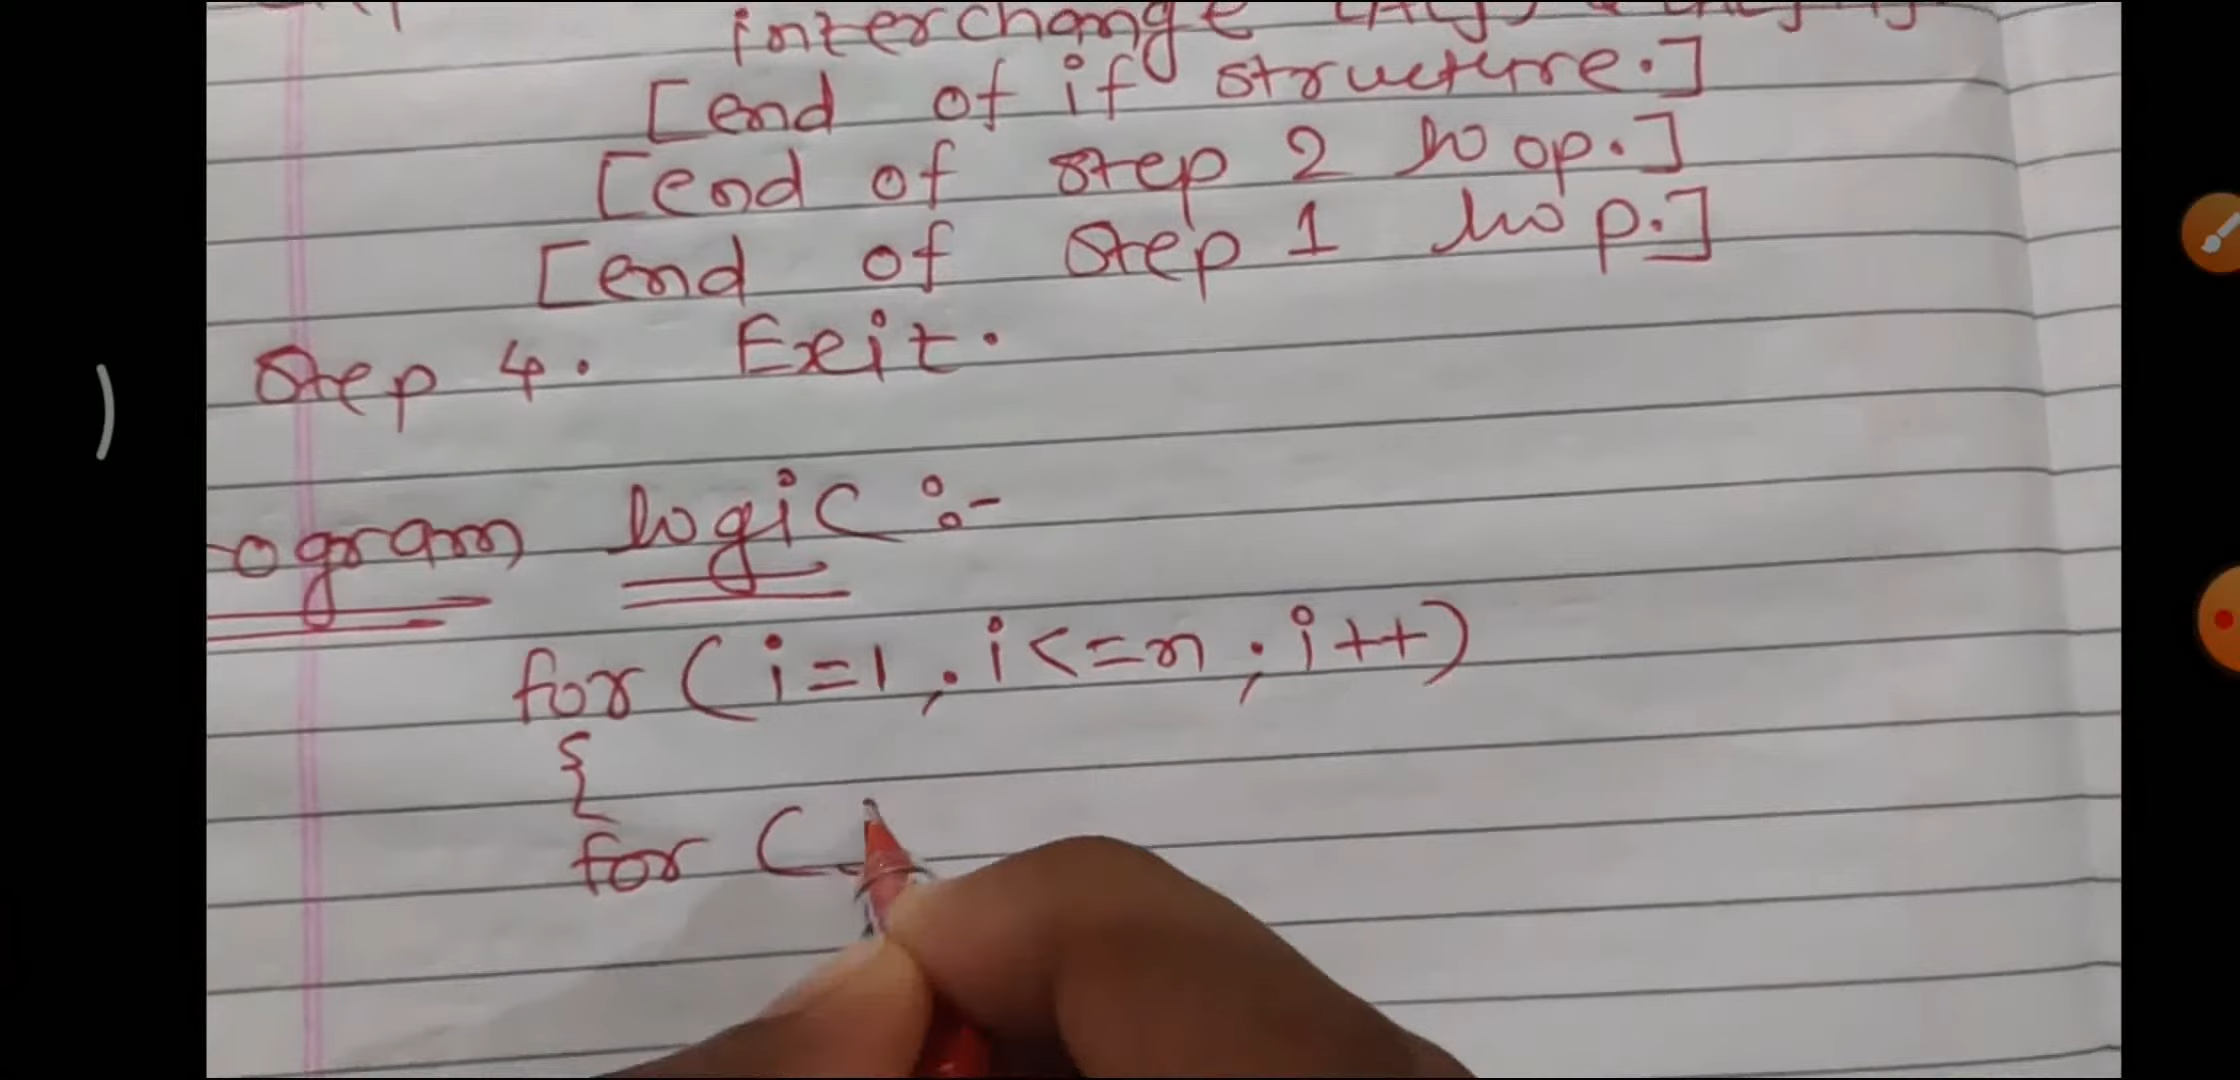 interchange
[end of if structure.]
[end of step 2 loop.]
[end of Step 1 loop.]
Step 4. Exit.
ogram logic :-
for (i=1; i<=n; i++)
{
for (